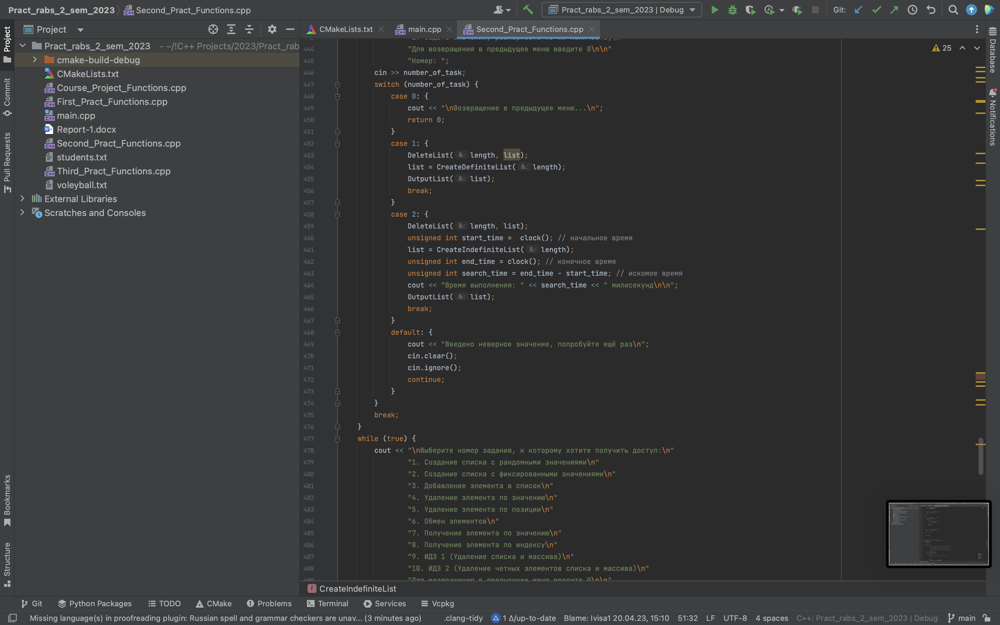 Pract_rabs_2_sem_2023
Second_Pract_Functions.cpp
Pract_rabs_2_sem_2023 | Debug
Git:
Project
CMakeLists.txt
main.cpp
Second_Pract_Functions.cpp
Project
Commit
Pull Requests
Bookmarks
Structure
Pract_rabs_2_sem_2023 - ~/!C++ Projects/2023/Pract_rab
cmake-build-debug
CMakeLists.txt
Course_Project_Functions.cpp
First_Pract_Functions.cpp
main.cpp
Report-1.docx
Second_Pract_Functions.cpp
students.txt
Third_Pract_Functions.cpp
voleyball.txt
External Libraries
Scratches and Consoles
25
Database
Notifications
444 "Для возвращения в предыдущее меню введите 0\n\n"
445 "Номер: ";
446 cin >> number_of_task;
447 switch (number_of_task) {
448 case 0: {
449 cout << "\nВозвращение в предыдущее меню...\n";
450 return 0;
451 }
452 case 1: {
453 DeleteList( &: length, list);
454 list = CreateDefiniteList( &: length);
455 OutputList( &: list);
456 break;
457 }
458 case 2: {
459 DeleteList( &: length, list);
460 unsigned int start_time =  clock(); // начальное время
461 list = CreateIndefiniteList( &: length);
462 unsigned int end_time = clock(); // конечное время
463 unsigned int search_time = end_time - start_time; // искомое время
464 cout << "Время выполнения: " << search_time << " милисекунд\n\n";
465 OutputList( &: list);
466 break;
467 }
468 default: {
469 cout << "Введено неверное значение, попробуйте ещё раз\n";
470 cin.clear();
471 cin.ignore();
472 continue;
473 }
474 }
475 break;
476 }
477 while (true) {
478 cout << "\nВыберите номер задания, к которому хотите получить доступ:\n"
479 "1. Создание списка с рандомными значениями\n"
480 "2. Создание списка с фиксированными значениями\n"
481 "3. Добавление элемента в список\n"
482 "4. Удаление элемента по значению\n"
483 "5. Удаление элемента по позиции\n"
484 "6. Обмен элементов\n"
485 "7. Получение элемента по значению\n"
486 "8. Получение элемента по индексу\n"
487 "9. ИДЗ 1 (Удаление списка и массива)\n"
488 "10. ИДЗ 2 (Удаление четных элементов списка и массива)\n"
489 "Для возвращения в предыдущее меню введите 0\n\n"
CreateIndefiniteList
Git
Python Packages
TODO
CMake
Problems
Terminal
Services
Vcpkg
Missing language(s) in proofreading plugin: Russian spell and grammar checkers are unav... (3 minutes ago)
.clang-tidy
1 Δ/up-to-date
Blame: Ivisa1 20.04.23, 15:10
51:32
LF
UTF-8
4 spaces
C++: Pract_rabs_2_sem_2023 | Debug
main